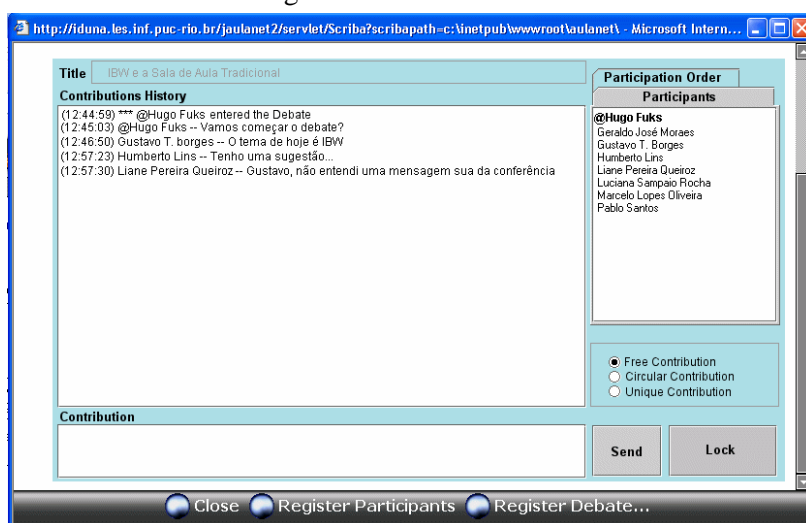 http://iduna.les.inf.puc-rio.br/jaulanet2/servlet/Scriba?scribapath=c:\inetpub\wwwroot\aulanet\ - Microsoft Intern...
Title IBW e a Sala de Aula Tradicional
Contributions History
(12:44:59) *** @Hugo Fuks entered the Debate
(12:45:03) @Hugo Fuks -- Vamos começar o debate?
(12:46:50) Gustavo T. borges -- O tema de hoje é IBW
(12:57:23) Humberto Lins -- Tenho uma sugestão...
(12:57:30) Liane Pereira Queiroz -- Gustavo, não entendi uma mensagem sua da conferência
Participation Order
Participants
@Hugo Fuks
Geraldo José Moraes
Gustavo T. Borges
Humberto Lins
Liane Pereira Queiroz
Luciana Sampaio Rocha
Marcelo Lopes Oliveira
Pablo Santos
Free Contribution
Circular Contribution
Unique Contribution
Contribution
Send
Lock
Close Register Participants Register Debate...